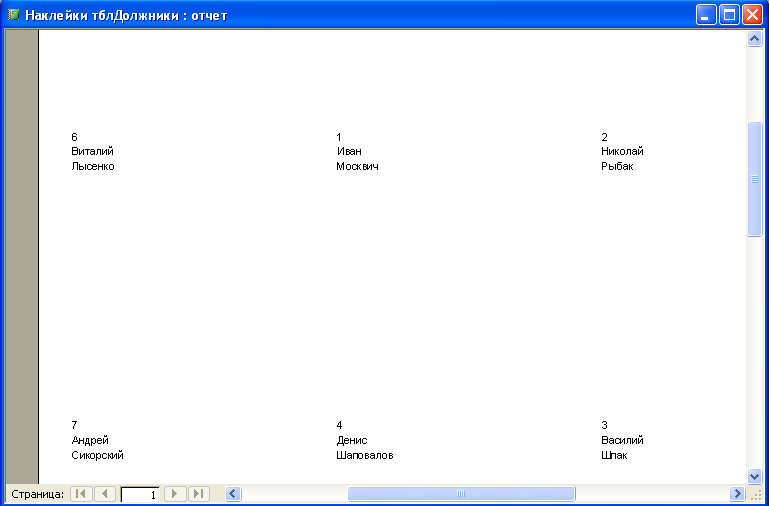 Наклейки тблДолжники : отчет
6 1 2
Виталий Иван Николай
Лысенко Москвич Рыбак
7 4 3
Андрей Денис Василий
Сикорский Шаповалов Шпак
Страница: 1